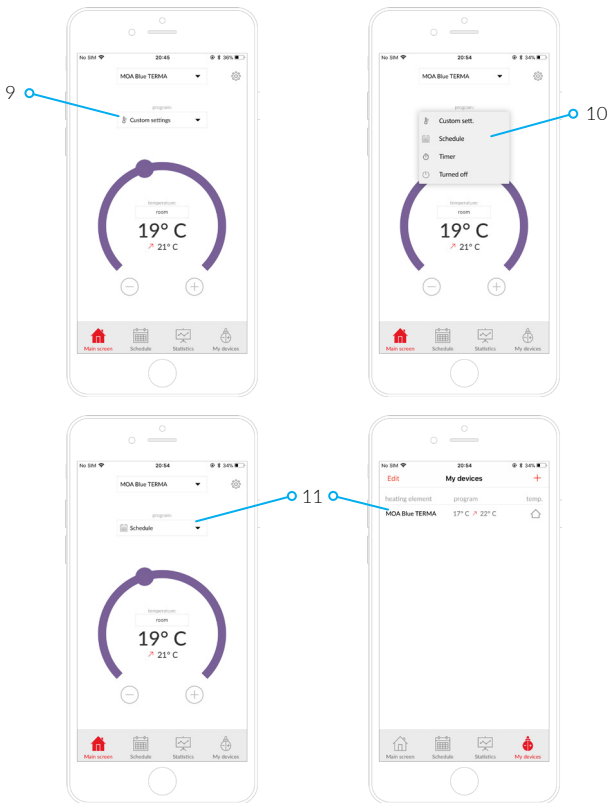 No SIM 20:45 36%
MOA Blue TERMA
program:
9
Custom settings
temperature:
room
19° C
↗ 21° C
− +
Main screen Schedule Statistics My devices
No SIM 20:54 34%
MOA Blue TERMA
program:
10
Custom sett.
Schedule
Timer
Turned off
temperature:
room
19° C
↗ 21° C
− +
Main screen Schedule Statistics My devices
No SIM 20:54 34%
MOA Blue TERMA
11
program:
Schedule
temperature:
room
19° C
↗ 21° C
− +
Main screen Schedule Statistics My devices
No SIM 20:54 34%
Edit My devices +
heating element program temp.
MOA Blue TERMA 17° C ↗ 22° C
Main screen Schedule Statistics My devices